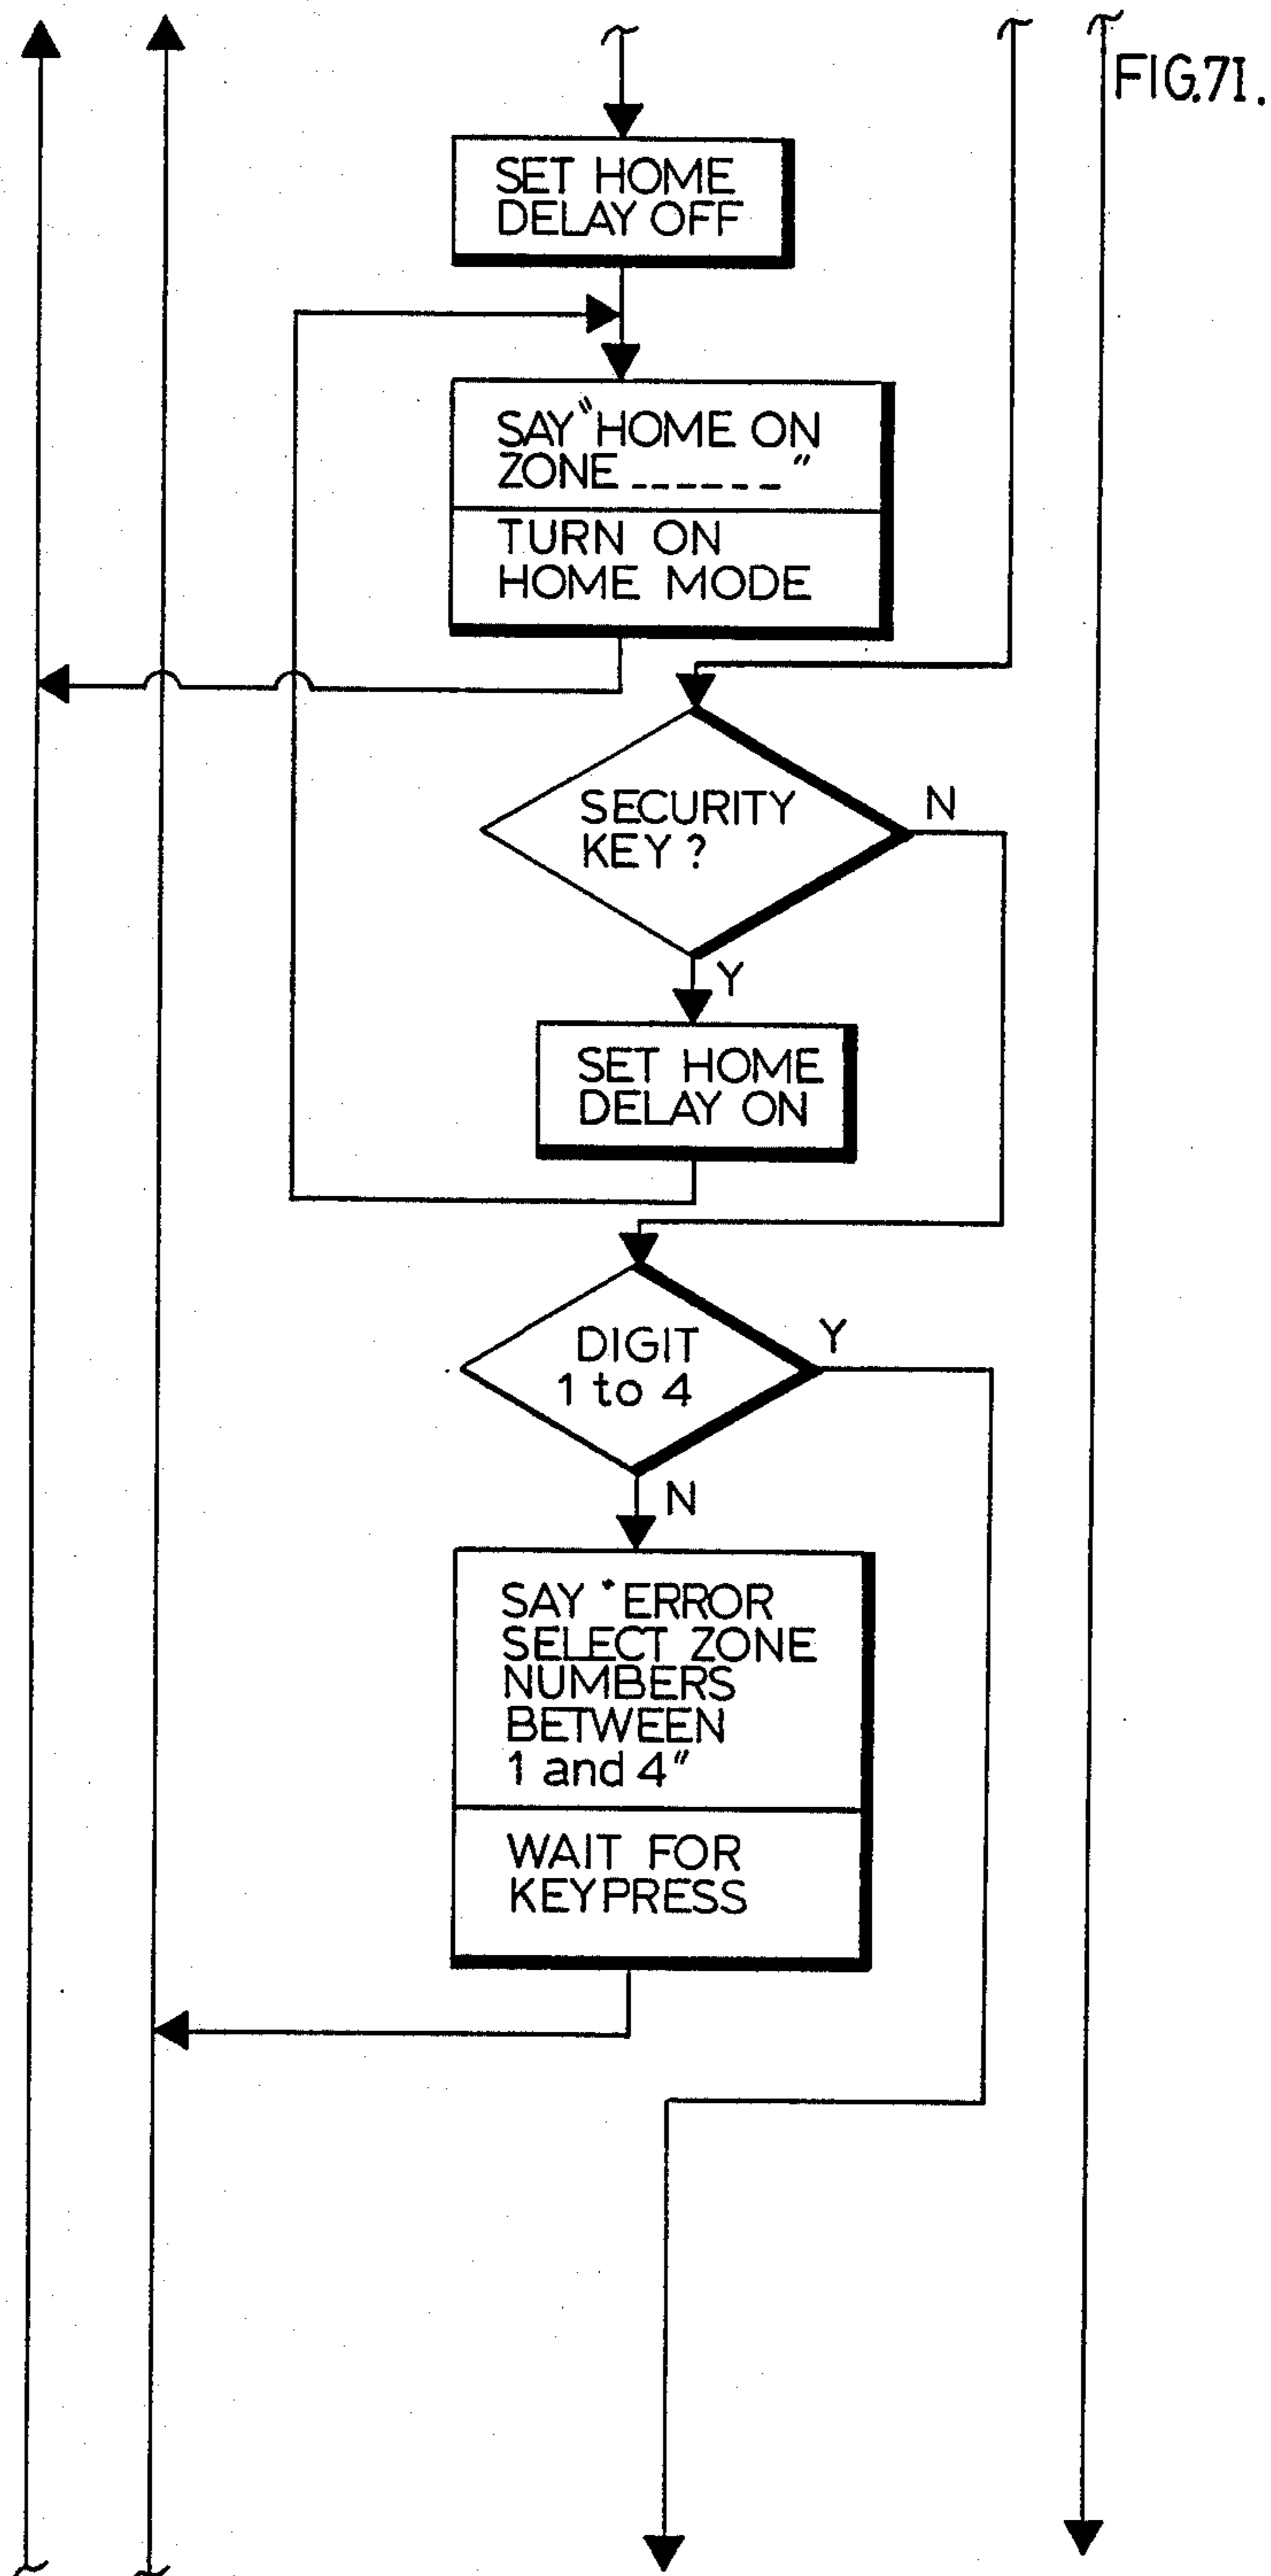 FIG.7I.
SET HOME
DELAY OFF
SAY "HOME ON
ZONE ------"
TURN ON
HOME MODE
SECURITY
KEY?
N
Y
SET HOME
DELAY ON
DIGIT
1 to 4
Y
N
SAY "ERROR
SELECT ZONE
NUMBERS
BETWEEN
1 and 4"
WAIT FOR
KEYPRESS